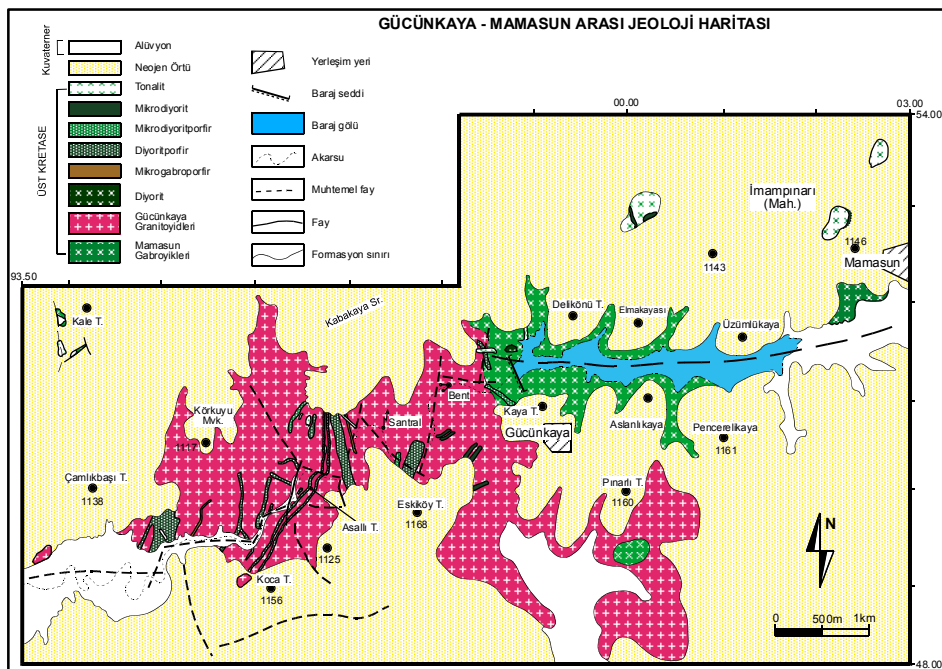 GÜCÜNKAYA - MAMASUN ARASI JEOLOJİ HARİTASI
Kuvaterner
ÜST KRETASE
Alüvyon
Neojen Örtü
Tonalit
Mikrodiyorit
Mikrodiyoritporfir
Diyoritporfir
Mikrogabroporfir
Diyorit
Gücünkaya
Granitoyidleri
Mamasun
Gabroyikleri
Yerleşim yeri
Baraj seddi
Baraj gölü
Akarsu
Muhtemel fay
Fay
Formasyon sınırı
00.00
03.00
54.00
93.50
İmampınarı
(Mah.)
1146
1143
Mamasun
Kale T.
Kabakaya Sr.
Delikönü T.
Elmakayası
Üzümlükaya
Bent
Kaya T.
Körkuyu
Mvk.
1117
Santral
Gücünkaya
Aslanlıkaya
Pencerelikaya
1161
Çamlıkbaşı T.
1138
Pınarlı T.
1160
Eskiköy T.
1168
Asallı T.
1125
Koca T.
1156
N
0
500m
1km
48.00